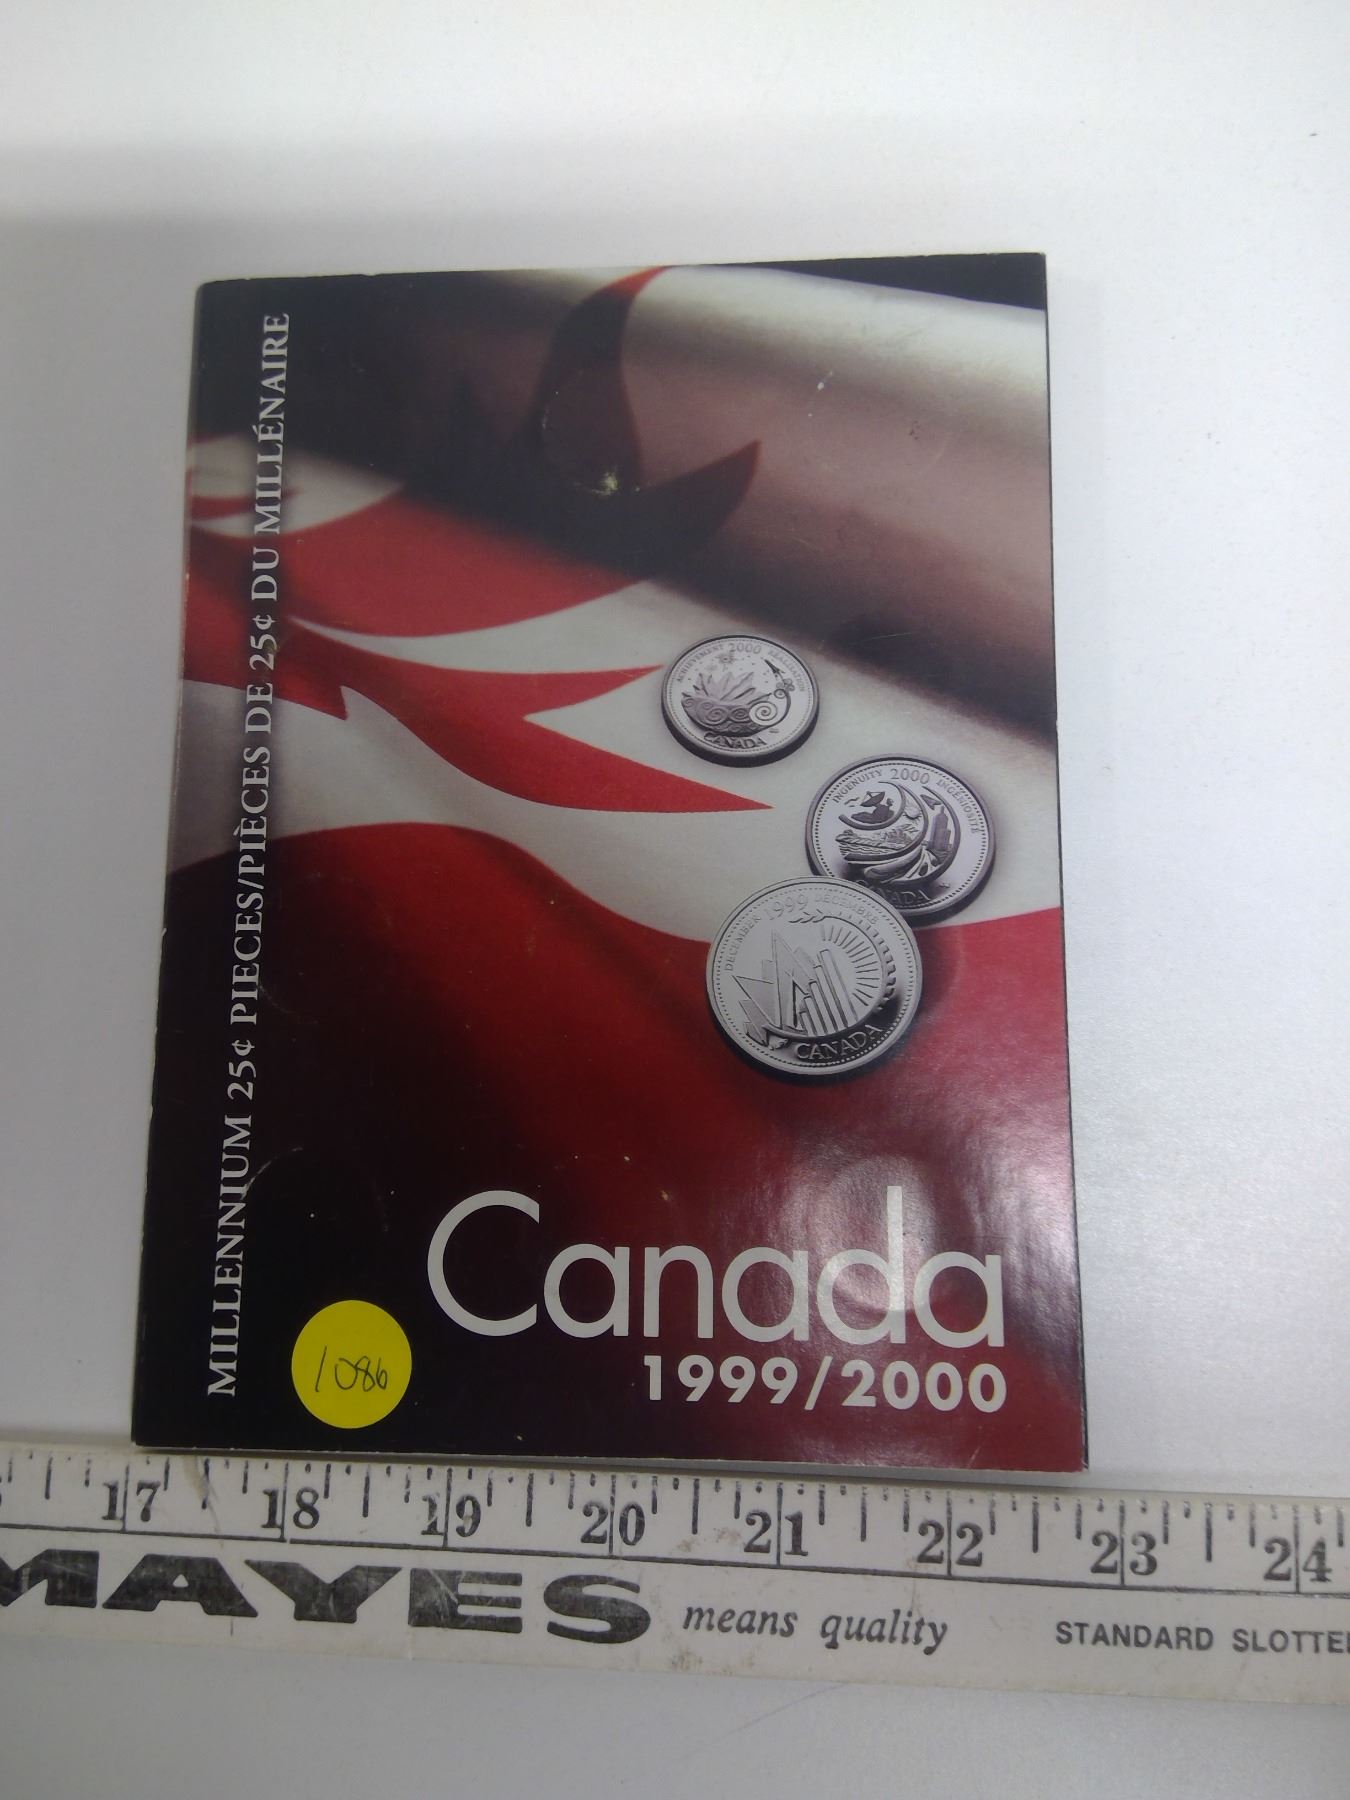 MILLENNIUM 25¢ PIECES/PIÈCES DE 25¢ DU MILLÉNAIRE
ACHIEVEMENT 2000 RÉALISATION
CANADA
INGENUITY 2000 INGÉNIOSITÉ
CANADA
DECEMBER 1999 DÉCEMBRE
CANADA
Canada
1999/2000
1086
17 18 19 20 21 22 23 24
MAYES means quality STANDARD SLOTTE